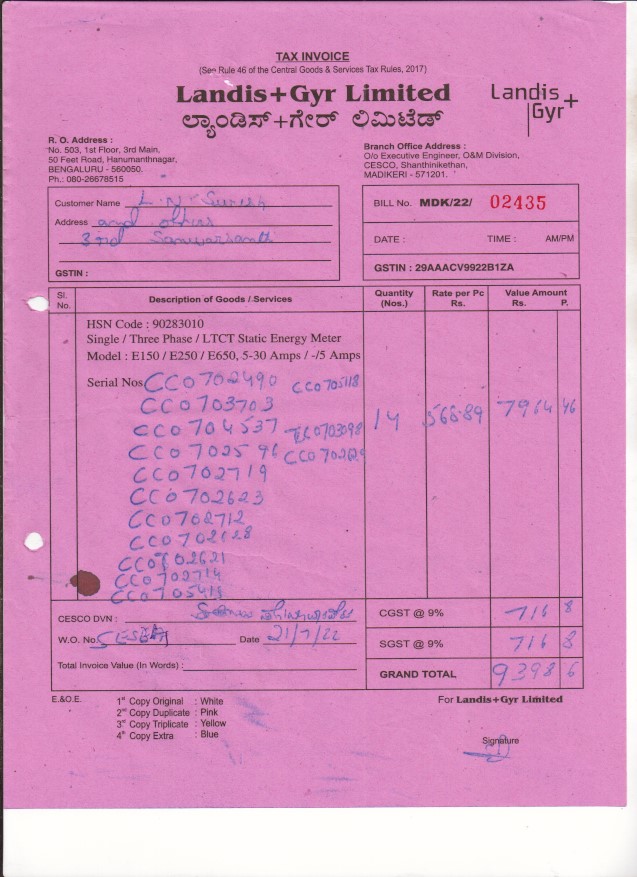 TAX INVOICE
(See Rule 46 of the Central Goods & Services Tax Rules, 2017)
Landis+Gyr Limited
ಲ್ಯಾಂಡಿಸ್+ಗೇರ್ ಲಿಮಿಟೆಡ್
Landis
Gyr+
R. O. Address :
No. 503, 1st Floor, 3rd Main,
50 Feet Road, Hanumanthnagar,
BENGALURU - 560050.
Ph.: 080-26678515
Branch Office Address :
O/o Executive Engineer, O&M Division,
CESCO, Shanthinikethan,
MADIKERI - 571201.
Customer Name L.N. Suresh
Address and others
3rd
GSTIN :
BILL No. MDK/22/ 02435
DATE : TIME : AM/PM
GSTIN : 29AAACV9922B1ZA
Sl. No. Description of Goods / Services Quantity (Nos.) Rate per Pc Rs. Value Amount Rs. P.
HSN Code : 90283010
Single / Three Phase / LTCT Static Energy Meter
Model : E150 / E250 / E650, 5-30 Amps / -/5 Amps
Serial Nos CC0702490 CC0705118
CC0703703 14 568.89 7964 46
CC0704537 CC0703098
CC0702596
CC0702719
CC0702623
CC0702712
CC0702628
CC0702621
CC0702714
CC0705419
CESCO DVN :
W.O. No. Date 21/7/22
Total Invoice Value (In Words) :
CGST @ 9% 716 8
SGST @ 9% 716 8
GRAND TOTAL 9398 6
E.&O.E.
1st Copy Original : White
2nd Copy Duplicate : Pink
3rd Copy Triplicate : Yellow
4th Copy Extra : Blue
For Landis+Gyr Limited
Signature